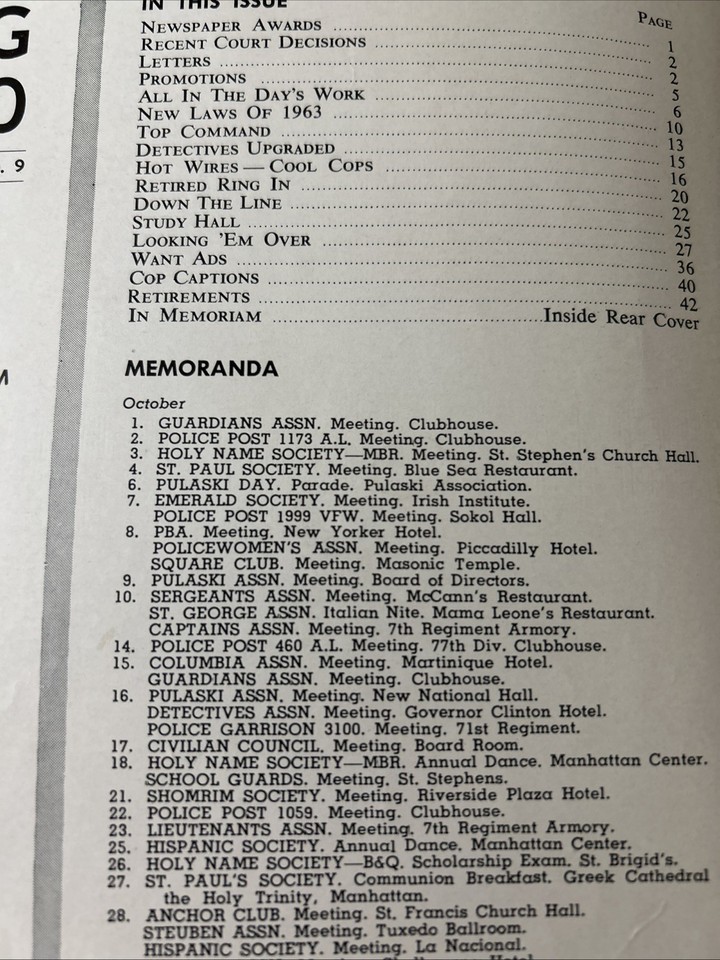 G
O
. 9
M
IN THIS ISSUE
PAGE
NEWSPAPER AWARDS ........ 1
RECENT COURT DECISIONS ........ 2
LETTERS ........ 2
PROMOTIONS ........ 5
ALL IN THE DAY'S WORK ........ 6
NEW LAWS OF 1963 ........ 10
TOP COMMAND ........ 13
DETECTIVES UPGRADED ........ 15
HOT WIRES — COOL COPS ........ 16
RETIRED RING IN ........ 20
DOWN THE LINE ........ 22
STUDY HALL ........ 25
LOOKING 'EM OVER ........ 27
WANT ADS ........ 36
COP CAPTIONS ........ 40
RETIREMENTS ........ 42
IN MEMORIAM ........ Inside Rear Cover
MEMORANDA
October
1. GUARDIANS ASSN. Meeting. Clubhouse.
2. POLICE POST 1173 A.L. Meeting. Clubhouse.
3. HOLY NAME SOCIETY—MBR. Meeting. St. Stephen's Church Hall.
4. ST. PAUL SOCIETY. Meeting. Blue Sea Restaurant.
6. PULASKI DAY. Parade. Pulaski Association.
7. EMERALD SOCIETY. Meeting. Irish Institute.
POLICE POST 1999 VFW. Meeting. Sokol Hall.
8. PBA. Meeting. New Yorker Hotel.
POLICEWOMEN'S ASSN. Meeting. Piccadilly Hotel.
SQUARE CLUB. Meeting. Masonic Temple.
9. PULASKI ASSN. Meeting. Board of Directors.
10. SERGEANTS ASSN. Meeting. McCann's Restaurant.
ST. GEORGE ASSN. Italian Nite. Mama Leone's Restaurant.
CAPTAINS ASSN. Meeting. 7th Regiment Armory.
14. POLICE POST 460 A.L. Meeting. 77th Div. Clubhouse.
15. COLUMBIA ASSN. Meeting. Martinique Hotel.
GUARDIANS ASSN. Meeting. Clubhouse.
16. PULASKI ASSN. Meeting. New National Hall.
DETECTIVES ASSN. Meeting. Governor Clinton Hotel.
POLICE GARRISON 3100. Meeting. 71st Regiment.
17. CIVILIAN COUNCIL. Meeting. Board Room.
18. HOLY NAME SOCIETY—MBR. Annual Dance. Manhattan Center.
SCHOOL GUARDS. Meeting. St. Stephens.
21. SHOMRIM SOCIETY. Meeting. Riverside Plaza Hotel.
22. POLICE POST 1059. Meeting. Clubhouse.
23. LIEUTENANTS ASSN. Meeting. 7th Regiment Armory.
25. HISPANIC SOCIETY. Annual Dance. Manhattan Center.
26. HOLY NAME SOCIETY—B&Q. Scholarship Exam. St. Brigid's.
27. ST. PAUL'S SOCIETY. Communion Breakfast. Greek Cathedral
the Holy Trinity, Manhattan.
28. ANCHOR CLUB. Meeting. St. Francis Church Hall.
STEUBEN ASSN. Meeting. Tuxedo Ballroom.
HISPANIC SOCIETY. Meeting. La Nacional.